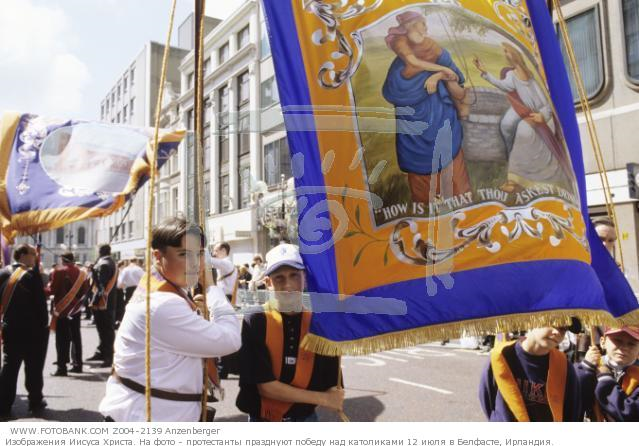 "HOW IS IT THAT THOU ASKEST DRINK
WWW.FOTOBANK.COM Z004-2139 Anzenberger
Изображения Иисуса Христа. На фото - протестанты празднуют победу над католиками 12 июля в Белфасте, Ирландия.